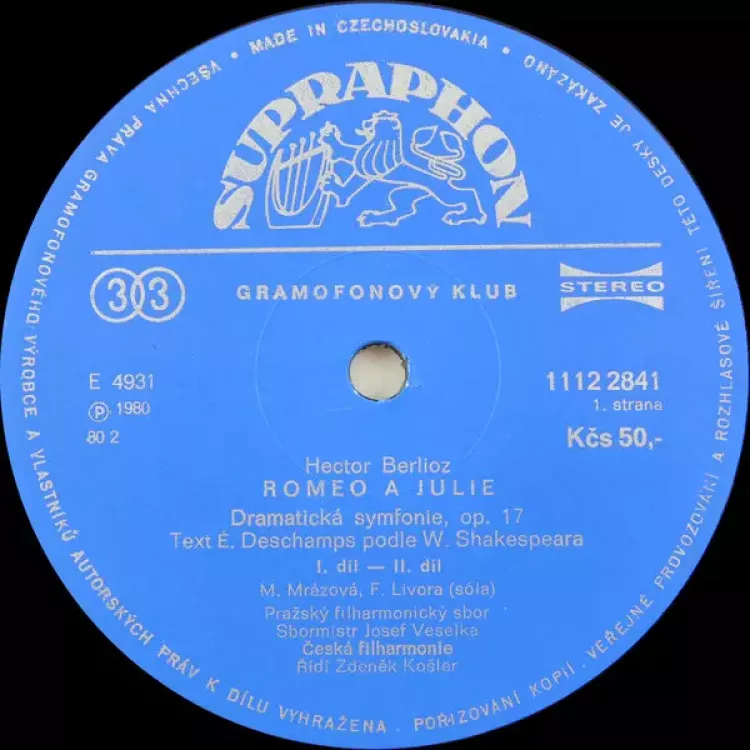 VŠECHNA PRÁVA GRAMOFONOVÉHO VÝROBCE A VLASTNÍKŮ AUTORSKÝCH PRÁV K DÍLU VYHRAŽENA. POŘIZOVÁNÍ KOPIÍ. VEŘEJNÉ PROVOZOVÁNÍ A ROZHLASOVÉ ŠÍŘENÍ TÉTO DESKY JE ZAKÁZÁNO
• MADE IN CZECHOSLOVAKIA •
SUPRAPHON
33
GRAMOFONOVÝ KLUB
STEREO
E 4931
Ⓟ 1980
80 2
1112 2841
1. strana
Kčs 50,-
Hector Berlioz
ROMEO A JULIE
Dramatická symfonie, op. 17
Text É. Deschamps podle W. Shakespeara
I. díl — II. díl
M. Mrázová, F. Livora (sóla)
Pražský filharmonický sbor
Sbormistr Josef Veselka
Česká filharmonie
Řídí Zdeněk Košler